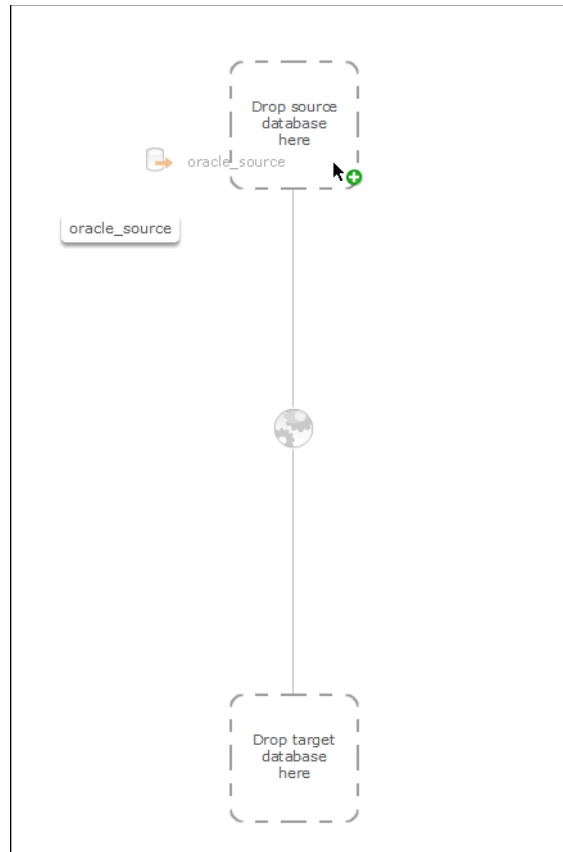 Drop source
database
here
oracle_source
oracle_source
Drop target
database
here